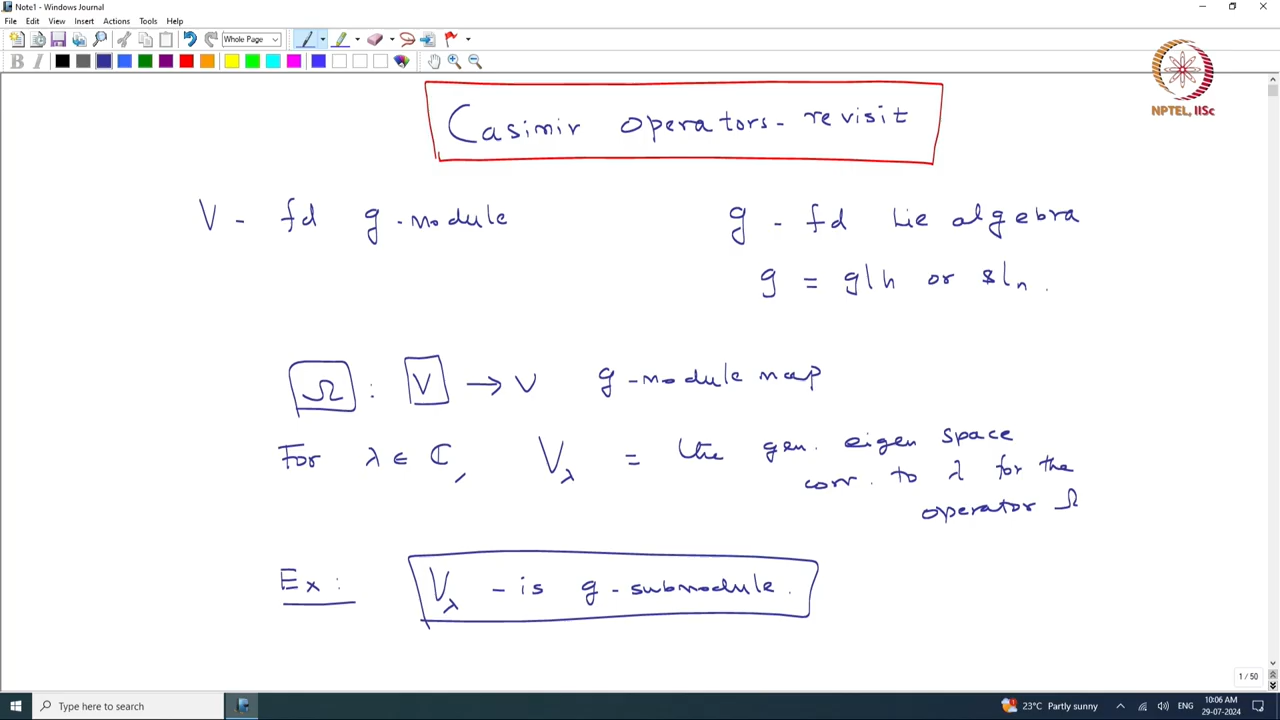 Note1 - Windows Journal
File Edit View Insert Actions Tools Help
Whole Page
B I
NPTEL, IISc
Casimir operators - revisit
V - fd g-module
g - fd Lie algebra
g = gln or sln.
Ω : V → V g-module map
For λ ∈ ℂ, V_λ = the gen. eigen space
corr. to λ for the
operator Ω
Ex: V_λ - is g-submodule.
1 / 50
Type here to search
23°C Partly sunny
ENG
10:06 AM
29-07-2024